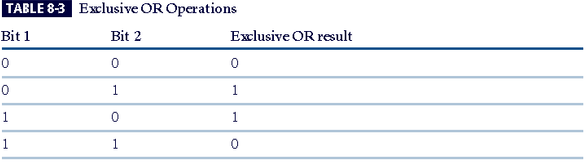 TABLE 8-3 Exclusive OR Operations
Bit 1 Bit 2 Exclusive OR result
0 0 0
0 1 1
1 0 1
1 1 0